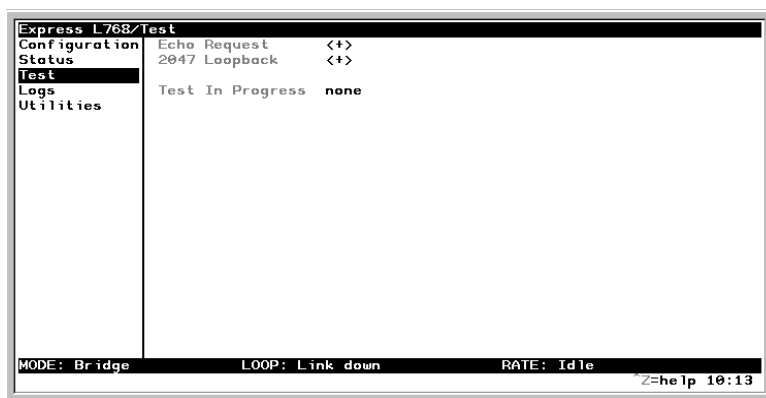 Express L768/Test
Configuration Echo Request <+>
Status 2047 Loopback <+>
Test
Logs Test In Progress none
Utilities
MODE: Bridge LOOP: Link down RATE: Idle
^Z=help 10:13